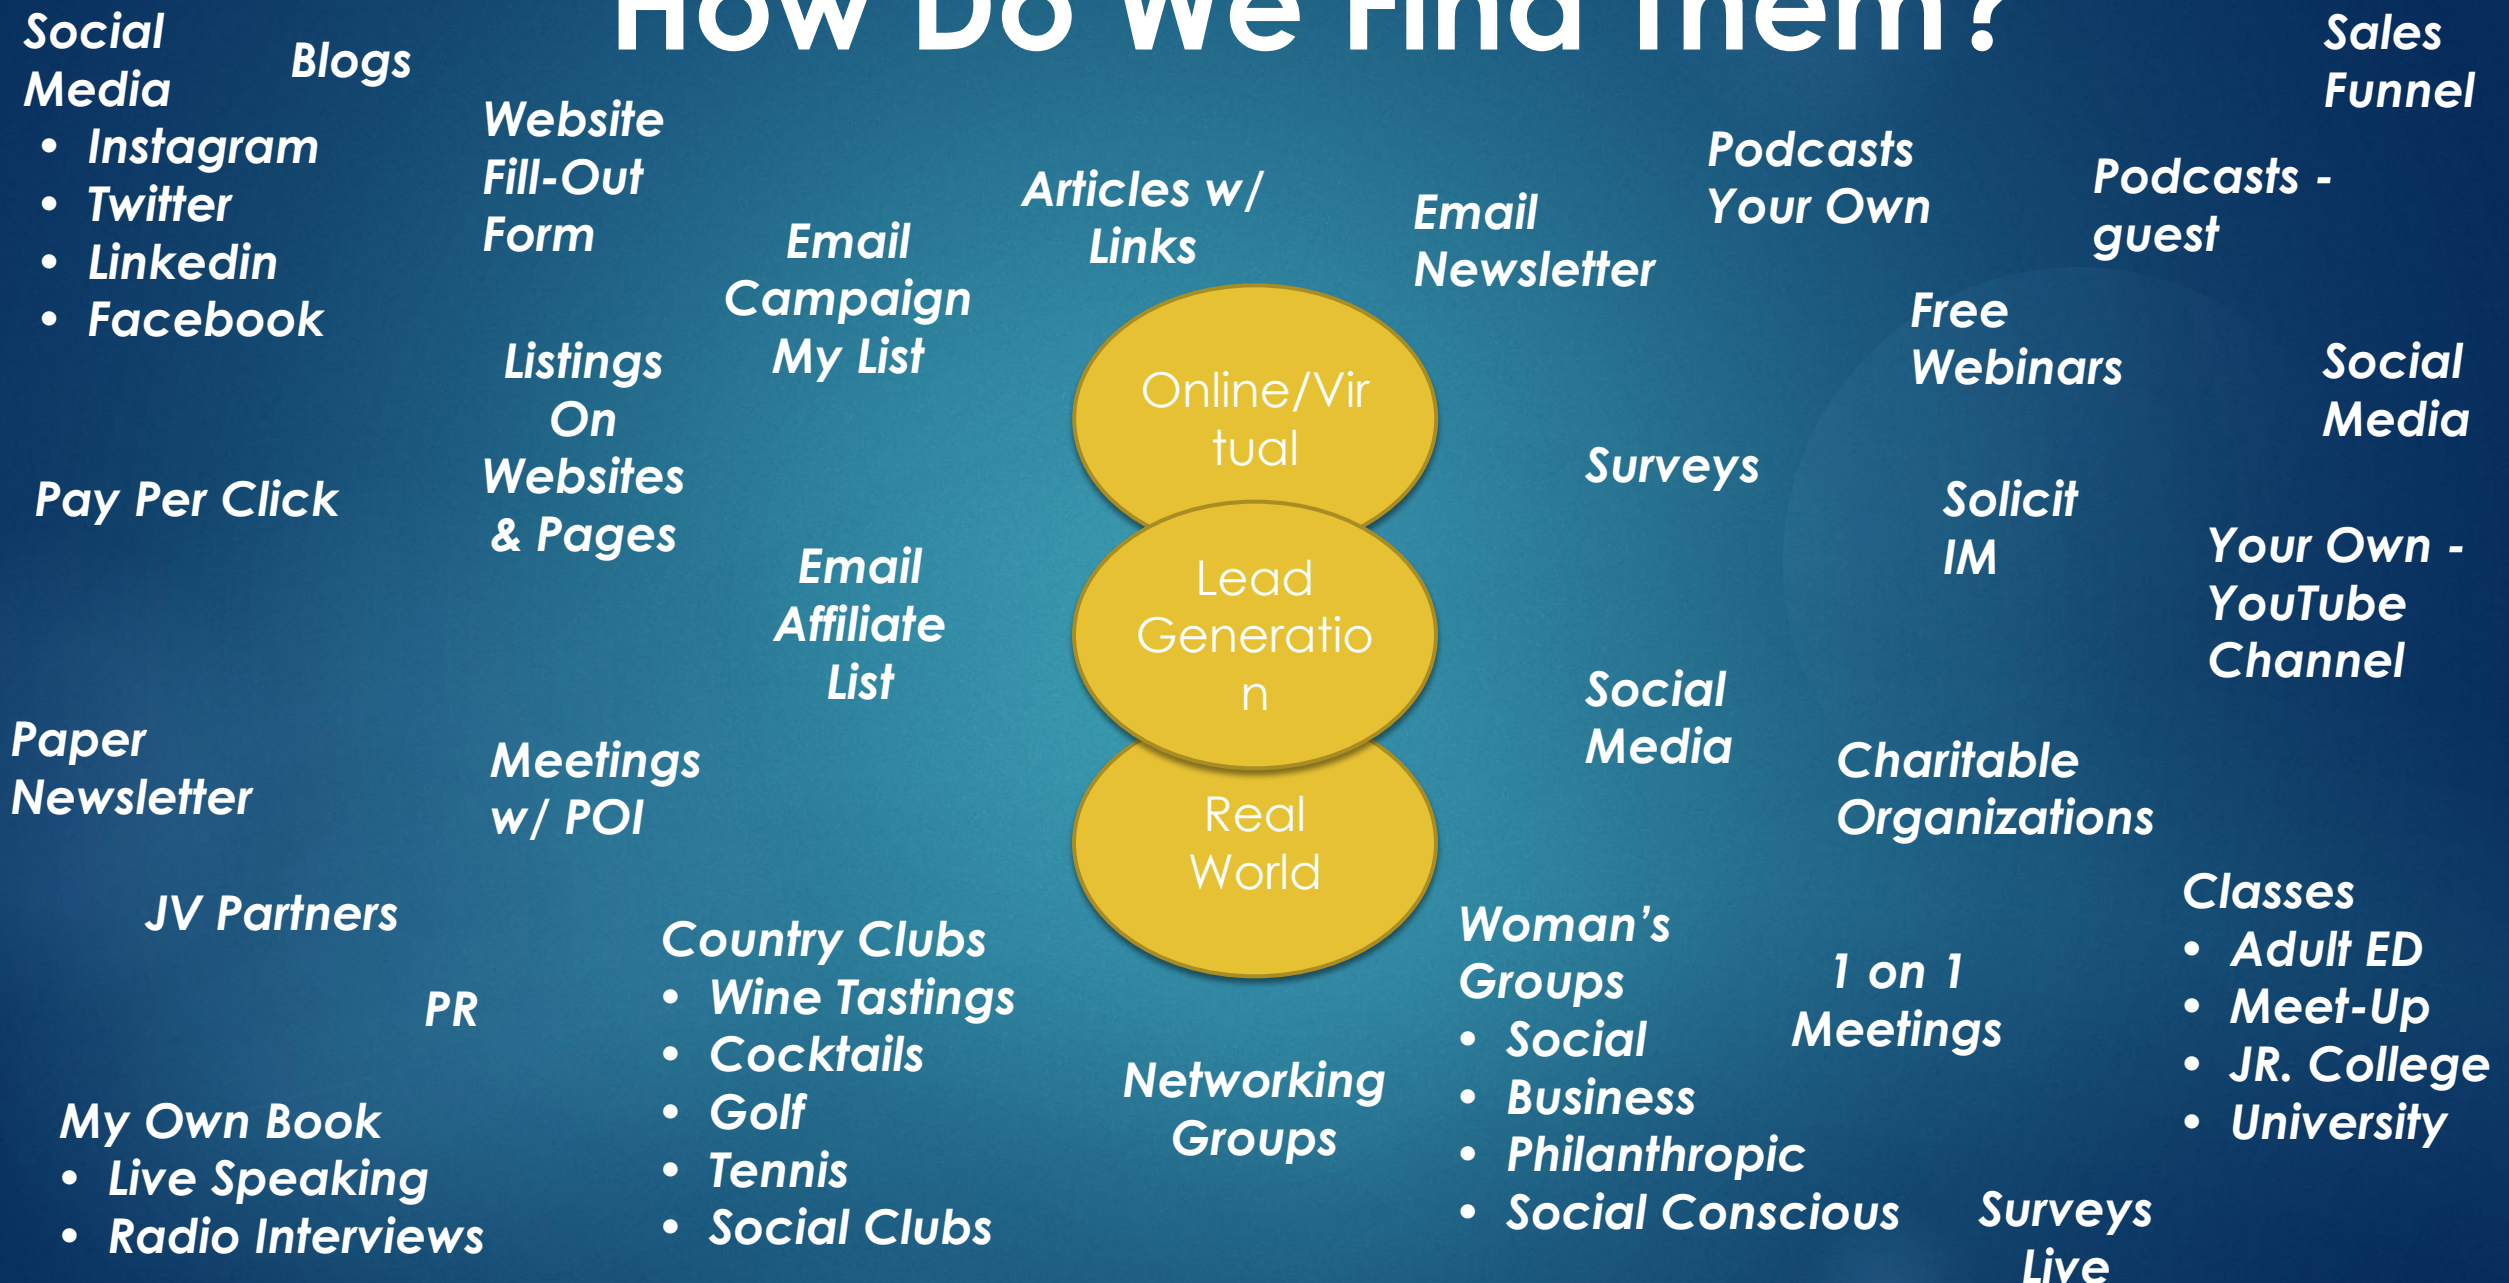 How Do We Find Them?
Social
Media
• Instagram
• Twitter
• Linkedin
• Facebook
Blogs
Website
Fill-Out
Form
Email
Campaign
My List
Articles w/
Links
Email
Newsletter
Podcasts
Your Own
Podcasts -
guest
Sales
Funnel
Free
Webinars
Social
Media
Listings
On
Websites
& Pages
Pay Per Click
Online/Vir
tual
Surveys
Solicit
IM
Your Own -
YouTube
Channel
Email
Affiliate
List
Lead
Generatio
n
Social
Media
Paper
Newsletter
Meetings
w/ POI
Real
World
Charitable
Organizations
JV Partners
PR
Country Clubs
• Wine Tastings
• Cocktails
• Golf
• Tennis
• Social Clubs
Networking
Groups
Woman’s
Groups
• Social
• Business
• Philanthropic
• Social Conscious
1 on 1
Meetings
Classes
• Adult ED
• Meet-Up
• JR. College
• University
My Own Book
• Live Speaking
• Radio Interviews
Surveys
Live